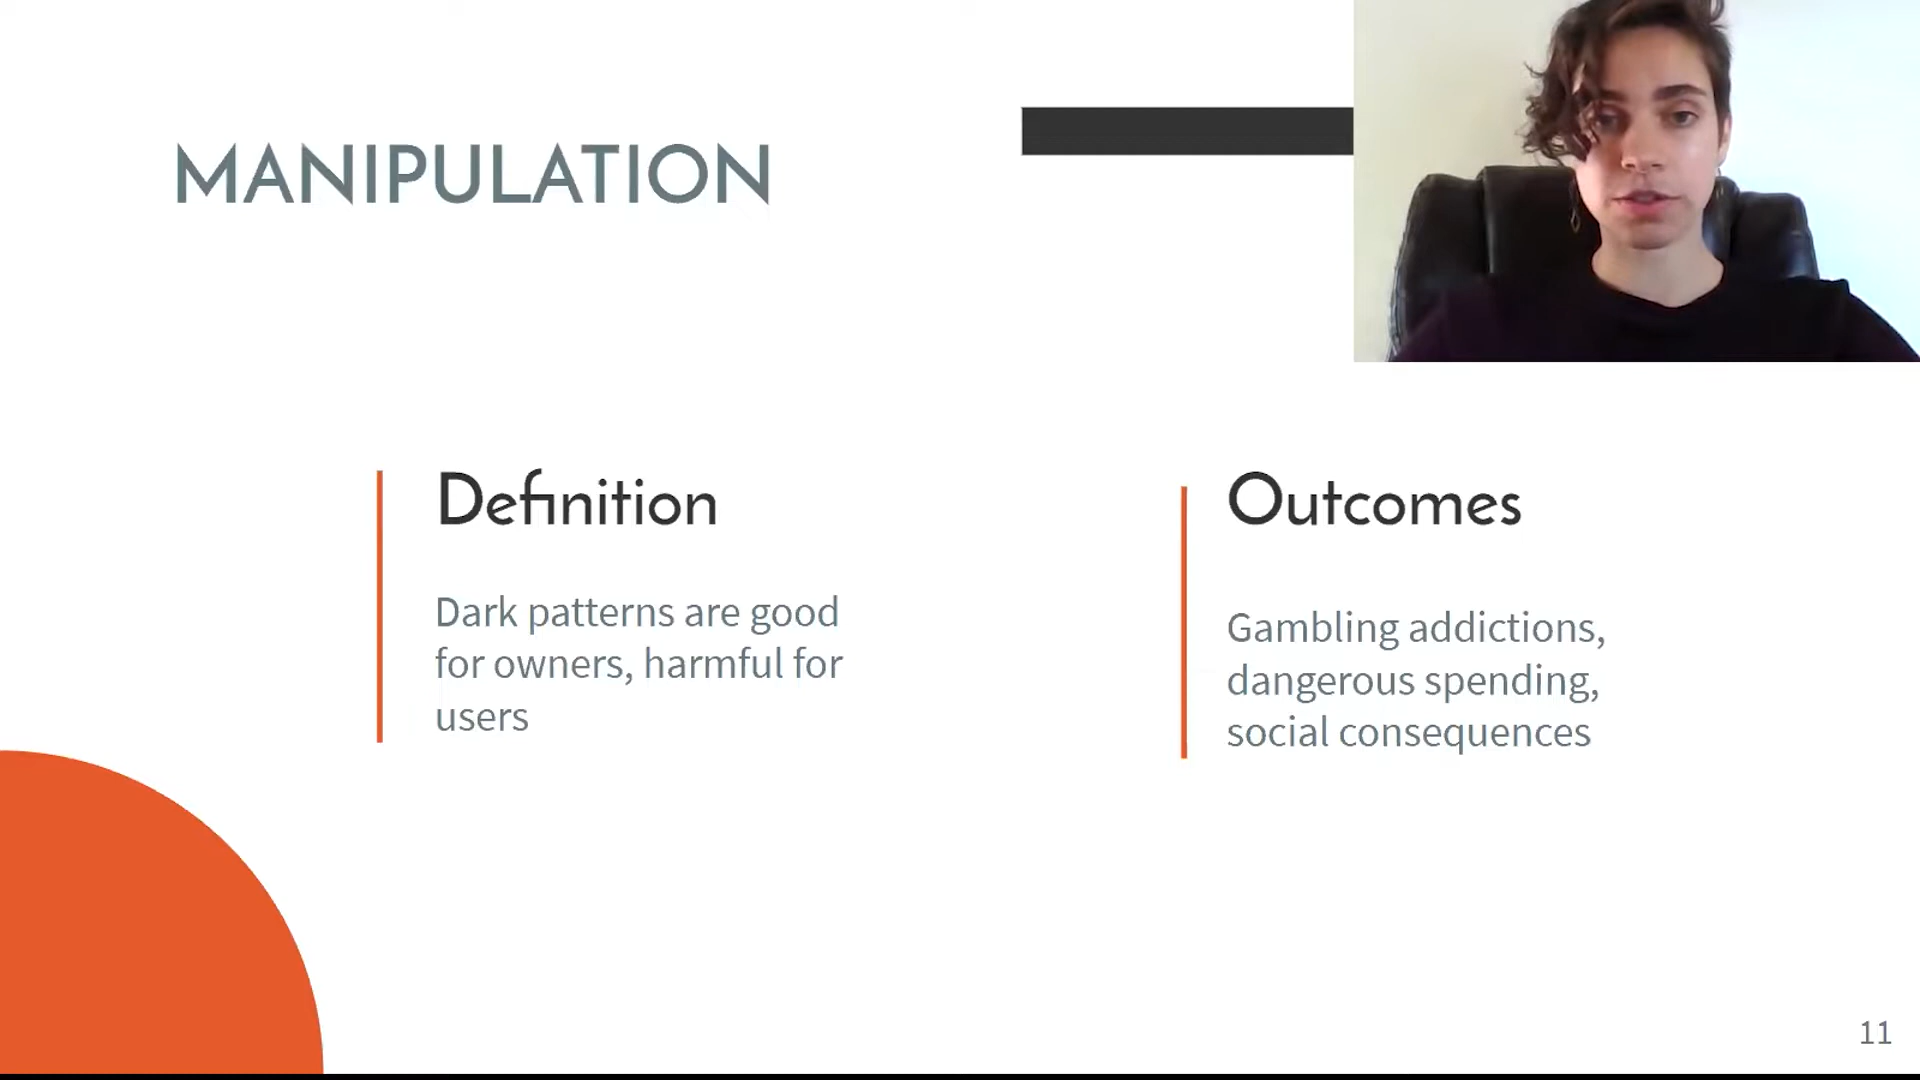 MANIPULATION
Definition
Dark patterns are good
for owners, harmful for
users
Outcomes
Gambling addictions,
dangerous spending,
social consequences
11